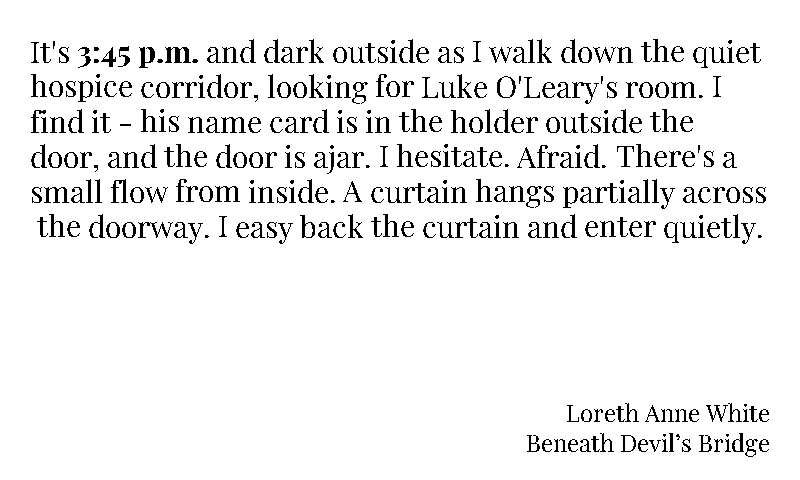 It's 3:45 p.m. and dark outside as I walk down the quiet
hospice corridor, looking for Luke O'Leary's room. I
find it – his name card is in the holder outside the
door, and the door is ajar. I hesitate. Afraid. There's a
small flow from inside. A curtain hangs partially across
the doorway. I easy back the curtain and enter quietly.
Loreth Anne White
Beneath Devil’s Bridge